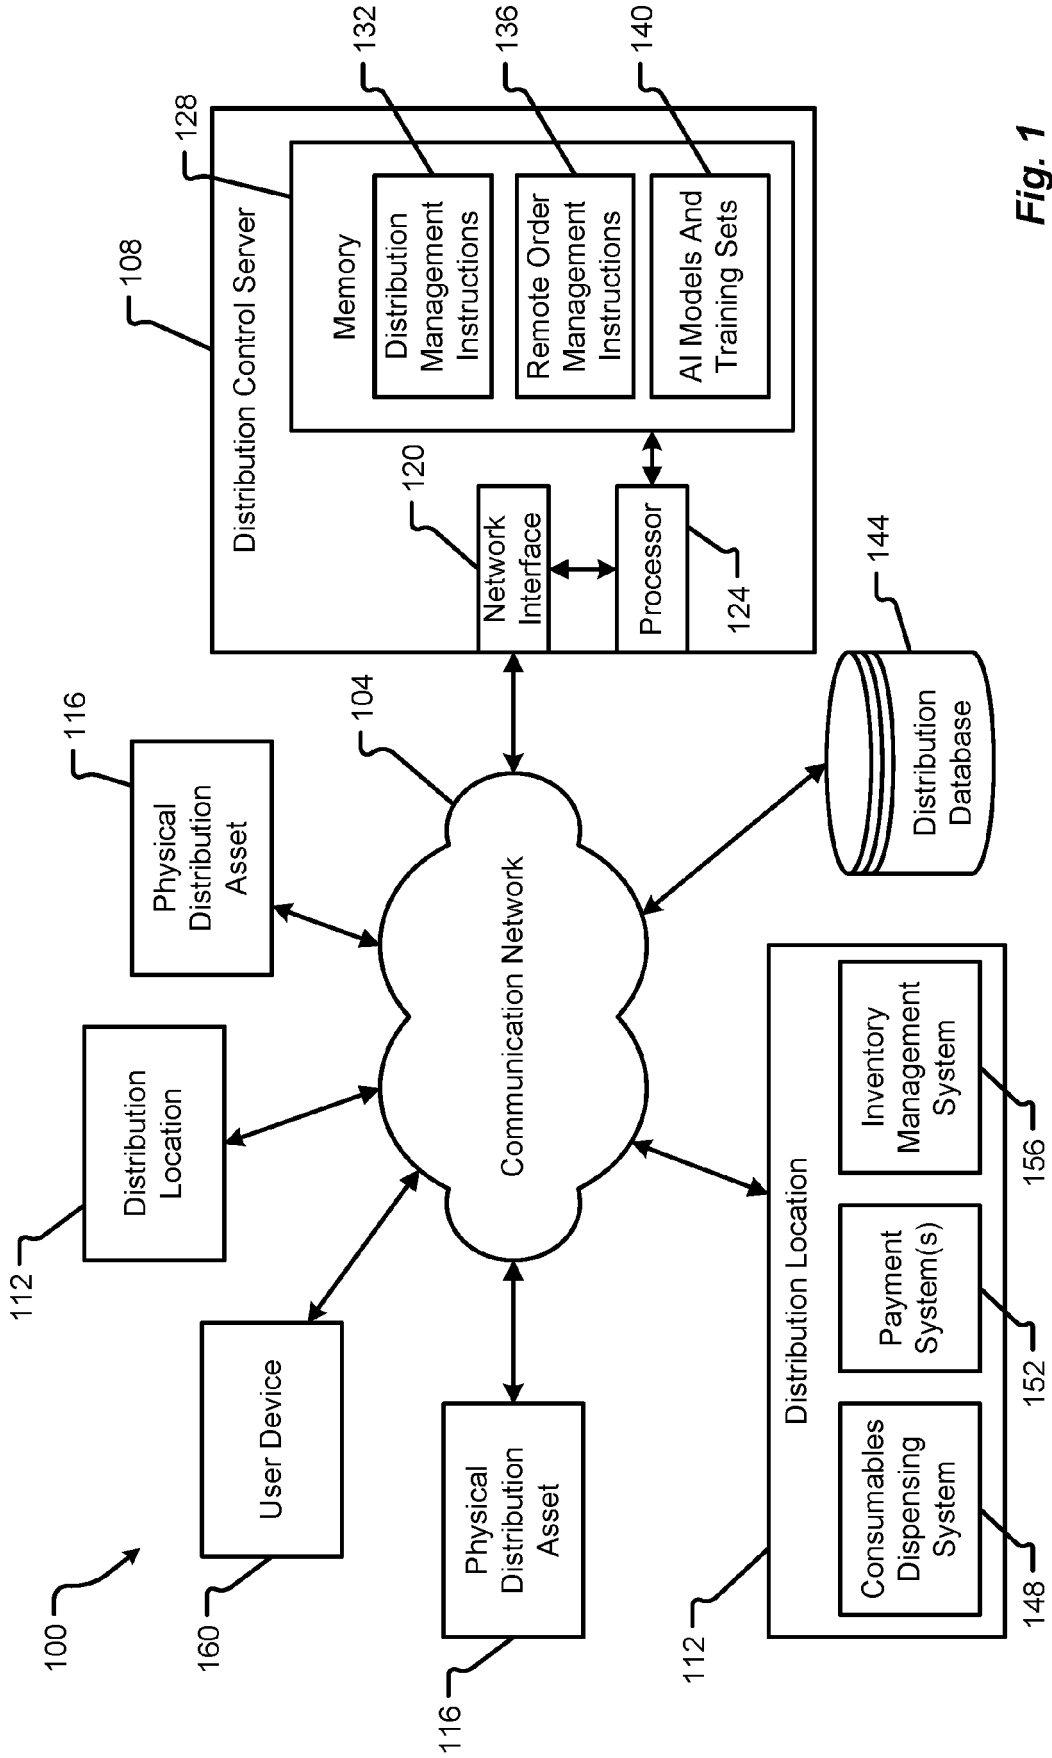 100
160
User Device
112
Distribution
Location
116
Physical
Distribution
Asset
108
Distribution Control Server
128
Memory
132
Distribution
Management
Instructions
136
Remote Order
Management
Instructions
140
AI Models And
Training Sets
120
Network
Interface
Processor
124
104
Communication Network
116
Physical
Distribution
Asset
144
Distribution
Database
112
Distribution Location
Consumables
Dispensing
System
148
Payment
System(s)
152
Inventory
Management
System
156
Fig. 1